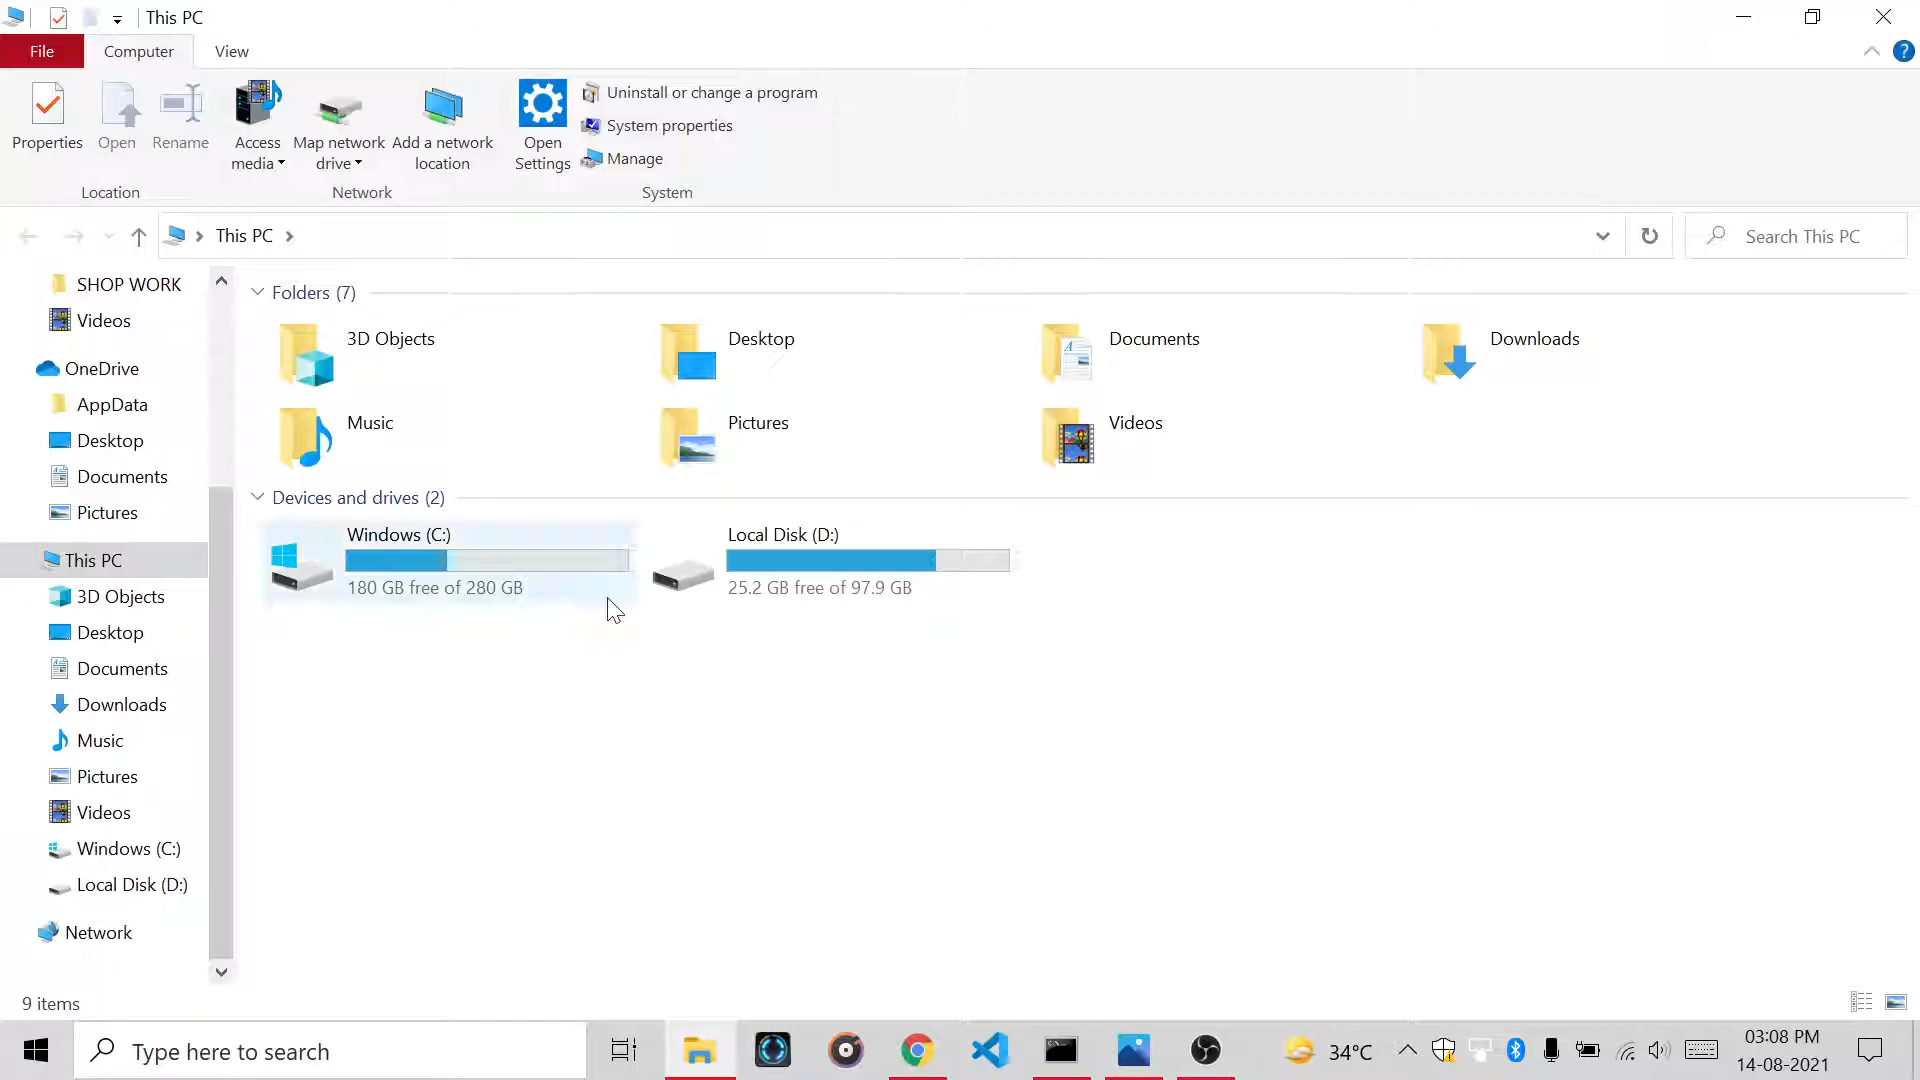 This PC
File
Computer
View
Properties
Open
Rename
Access media
Map network drive
Add a network location
Open Settings
Uninstall or change a program
System properties
Manage
Location
Network
System
This PC
Search This PC
SHOP WORK
Videos
OneDrive
AppData
Desktop
Documents
Pictures
This PC
3D Objects
Desktop
Documents
Downloads
Music
Pictures
Videos
Windows (C:)
Local Disk (D:)
Network
Folders (7)
3D Objects
Desktop
Documents
Downloads
Music
Pictures
Videos
Devices and drives (2)
Windows (C:)
180 GB free of 280 GB
Local Disk (D:)
25.2 GB free of 97.9 GB
9 items
Type here to search
34°C
03:08 PM
14-08-2021